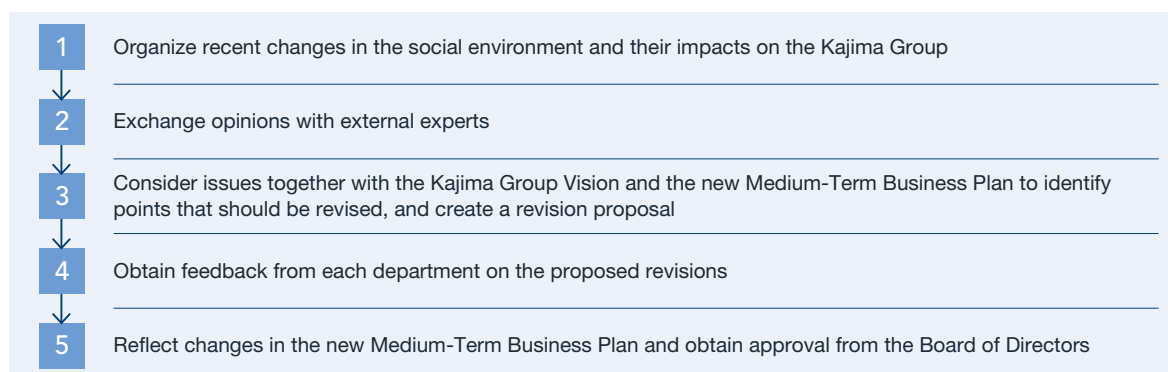 1
Organize recent changes in the social environment and their impacts on the Kajima Group
2
Exchange opinions with external experts
3
Consider issues together with the Kajima Group Vision and the new Medium-Term Business Plan to identify
points that should be revised, and create a revision proposal
4
Obtain feedback from each department on the proposed revisions
5
Reflect changes in the new Medium-Term Business Plan and obtain approval from the Board of Directors